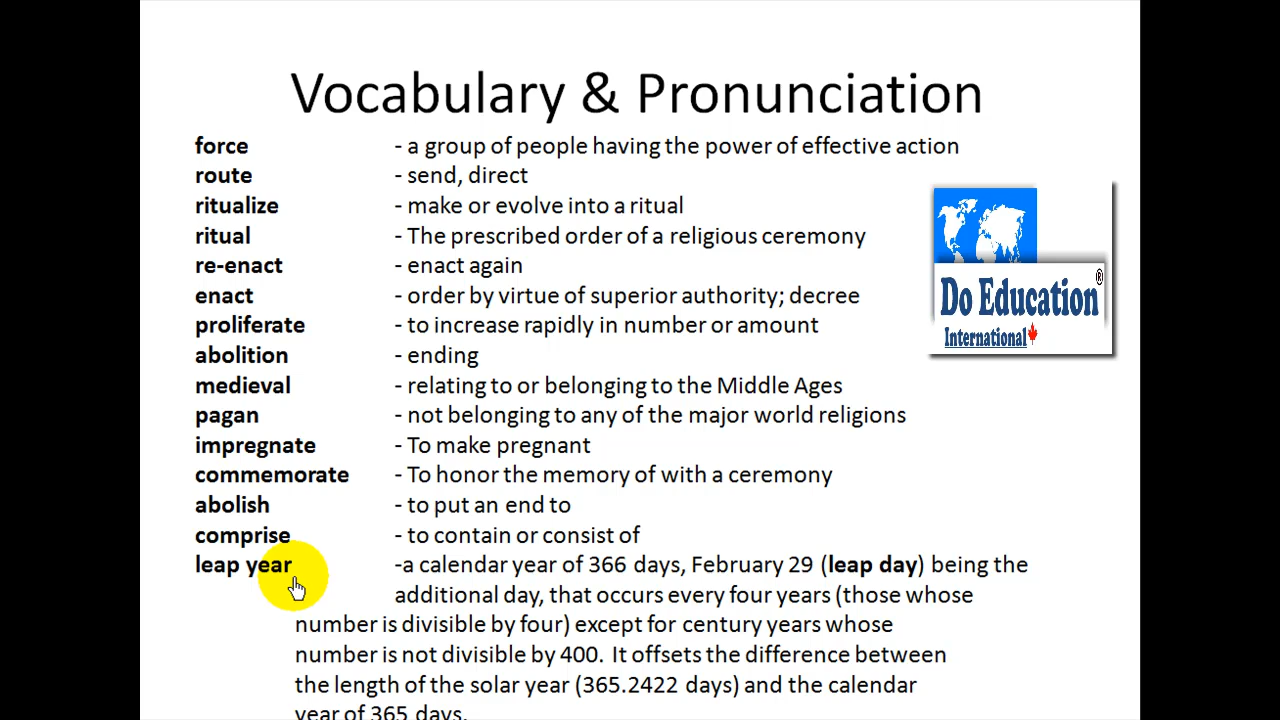 Vocabulary & Pronunciation
force - a group of people having the power of effective action
route - send, direct
ritualize - make or evolve into a ritual
ritual - The prescribed order of a religious ceremony
re-enact - enact again
enact - order by virtue of superior authority; decree
proliferate - to increase rapidly in number or amount
abolition - ending
medieval - relating to or belonging to the Middle Ages
pagan - not belonging to any of the major world religions
impregnate - To make pregnant
commemorate - To honor the memory of with a ceremony
abolish - to put an end to
comprise - to contain or consist of
leap year -a calendar year of 366 days, February 29 (leap day) being the
additional day, that occurs every four years (those whose
number is divisible by four) except for century years whose
number is not divisible by 400. It offsets the difference between
the length of the solar year (365.2422 days) and the calendar
year of 365 days.
Do Education ®
International